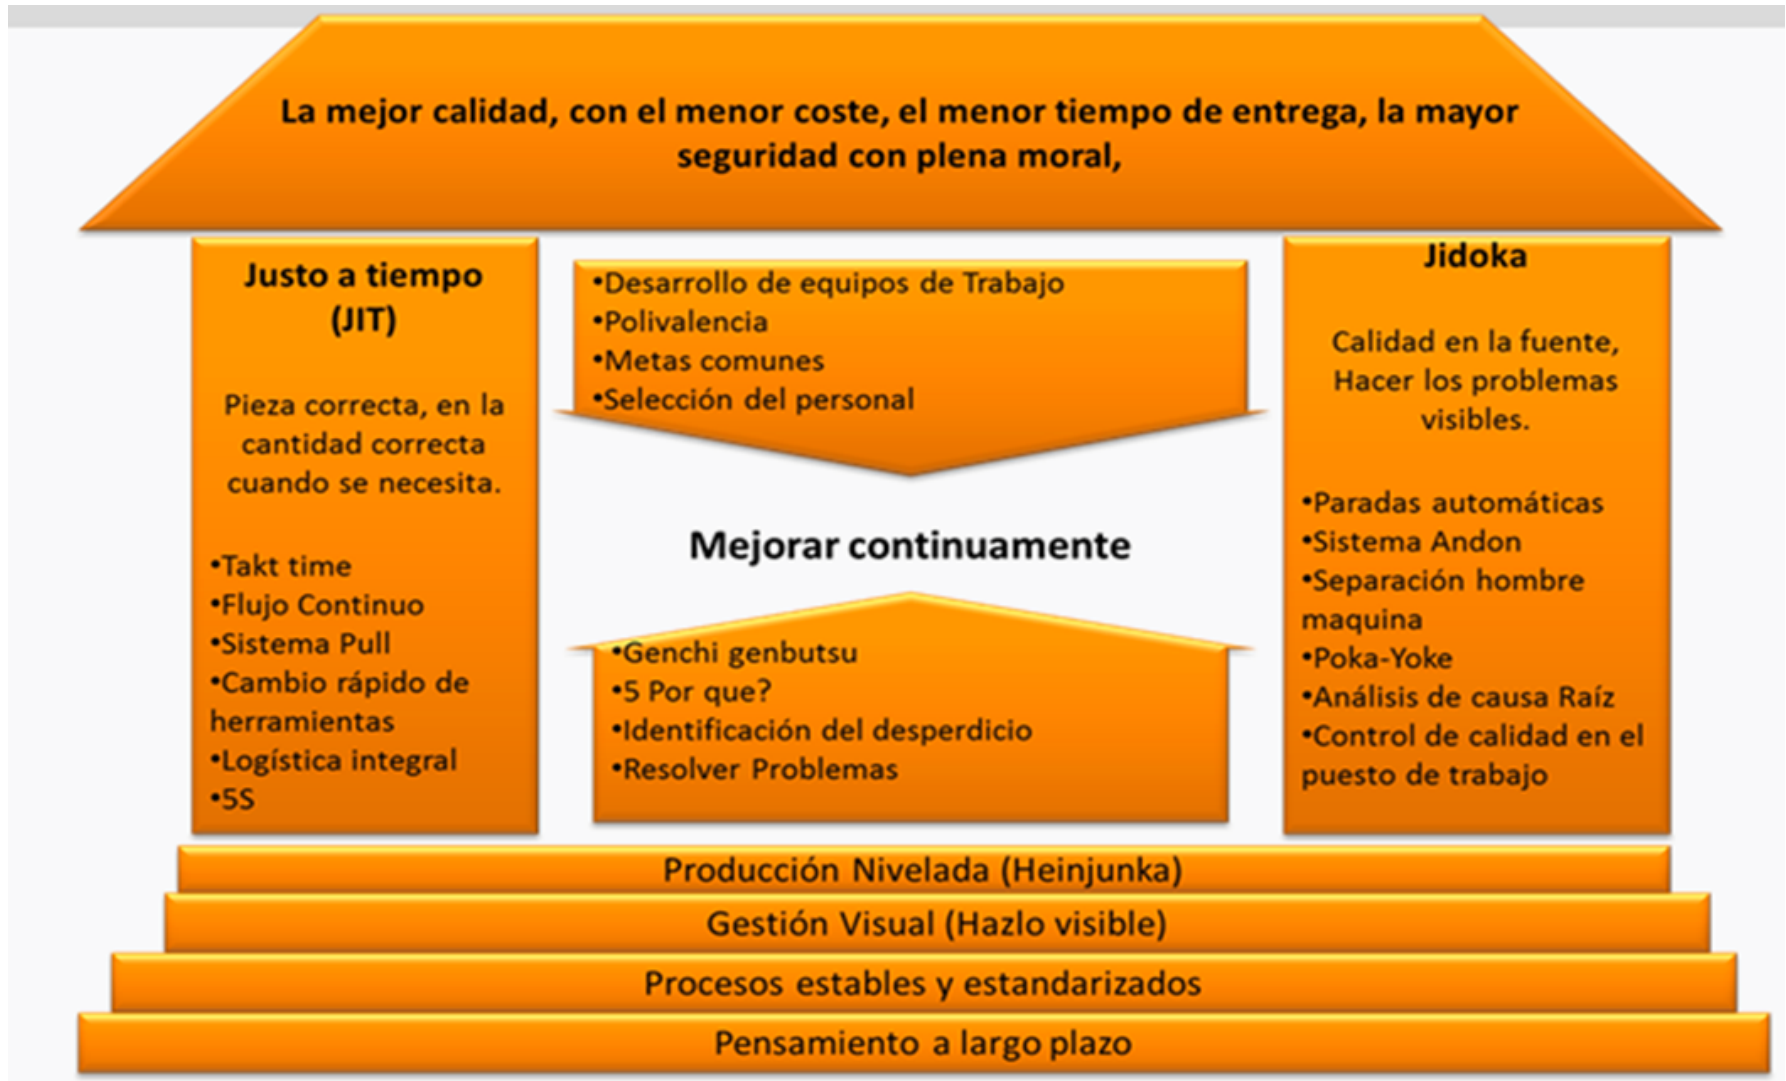 La mejor calidad, con el menor coste, el menor tiempo de entrega, la mayor
seguridad con plena moral,
Justo a tiempo
(JIT)
Pieza correcta, en la
cantidad correcta
cuando se necesita.
•Takt time
•Flujo Continuo
•Sistema Pull
•Cambio rápido de
herramientas
•Logística integral
•5S
•Desarrollo de equipos de Trabajo
•Polivalencia
•Metas comunes
•Selección del personal
Mejorar continuamente
•Genchi genbutsu
•5 Por que?
•Identificación del desperdicio
•Resolver Problemas
Jidoka
Calidad en la fuente,
Hacer los problemas
visibles.
•Paradas automáticas
•Sistema Andon
•Separación hombre
maquina
•Poka-Yoke
•Análisis de causa Raíz
•Control de calidad en el
puesto de trabajo
Producción Nivelada (Heinjunka)
Gestión Visual (Hazlo visible)
Procesos estables y estandarizados
Pensamiento a largo plazo